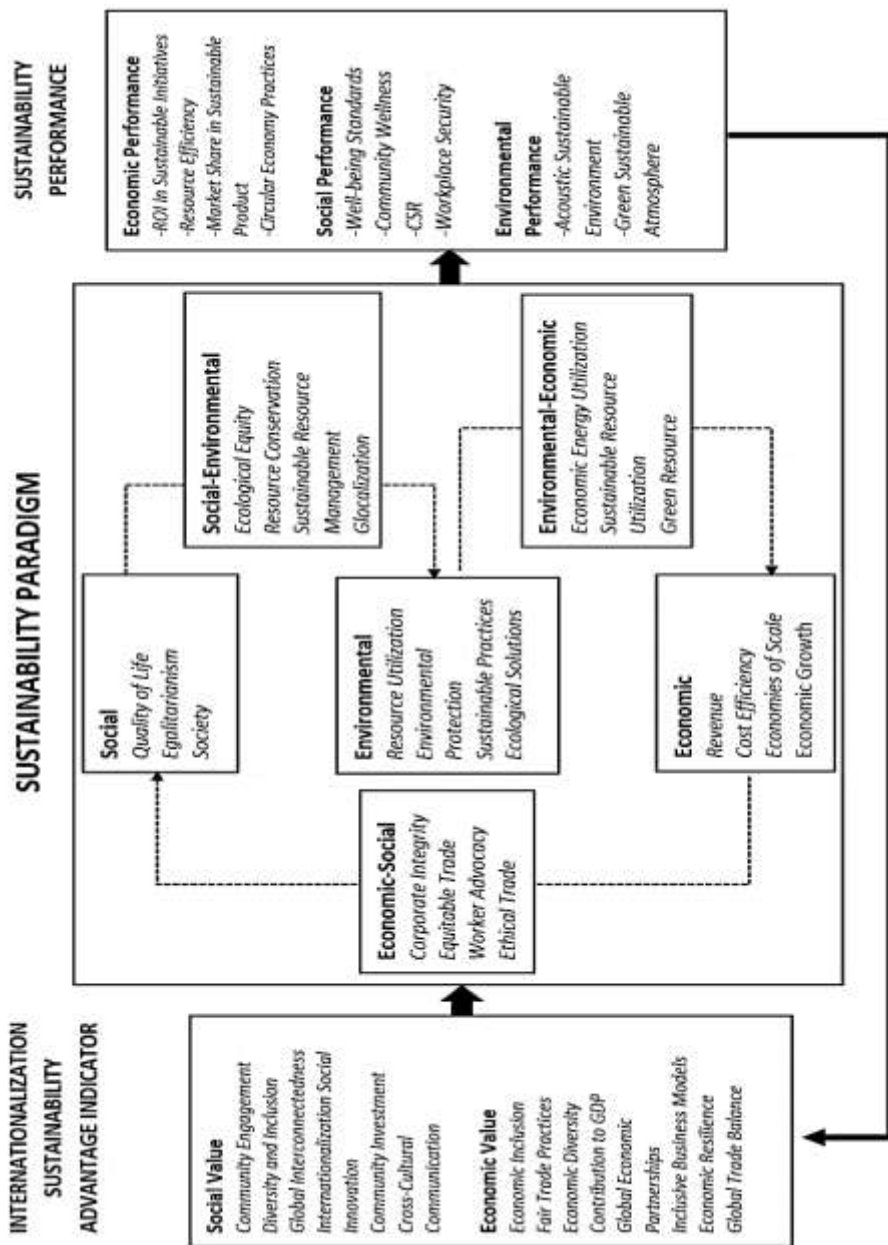 INTERNATIONALIZATION
SUSTAINABILITY
ADVANTAGE INDICATOR
Social Value
Community Engagement
Diversity and Inclusion
Global Interconnectedness
Internationalization Social
Innovation
Community Investment
Cross-Cultural
Communication
Economic Value
Economic Inclusion
Fair Trade Practices
Economic Diversity
Contribution to GDP
Global Economic
Partnerships
Inclusive Business Models
Economic Resilience
Global Trade Balance
SUSTAINABILITY PARADIGM
Economic-Social
Corporate Integrity
Equitable Trade
Worker Advocacy
Ethical Trade
Social
Quality of Life
Egalitarianism
Society
Environmental
Resource Utilization
Environmental
Protection
Sustainable Practices
Ecological Solutions
Economic
Revenue
Cost Efficiency
Economies of Scale
Economic Growth
Social-Environmental
Ecological Equity
Resource Conservation
Sustainable Resource
Management
Glocalization
Environmental-Economic
Economic Energy Utilization
Sustainable Resource
Utilization
Green Resource
SUSTAINABILITY
PERFORMANCE
Economic Performance
-ROI In Sustainable Initiatives
-Resource Efficiency
-Market Share in Sustainable
Product
-Circular Economy Practices
Social Performance
-Well-being Standards
-Community Wellness
-CSR
-Workplace Security
Environmental
Performance
-Acoustic Sustainable
Environment
-Green Sustainable
Atmosphere